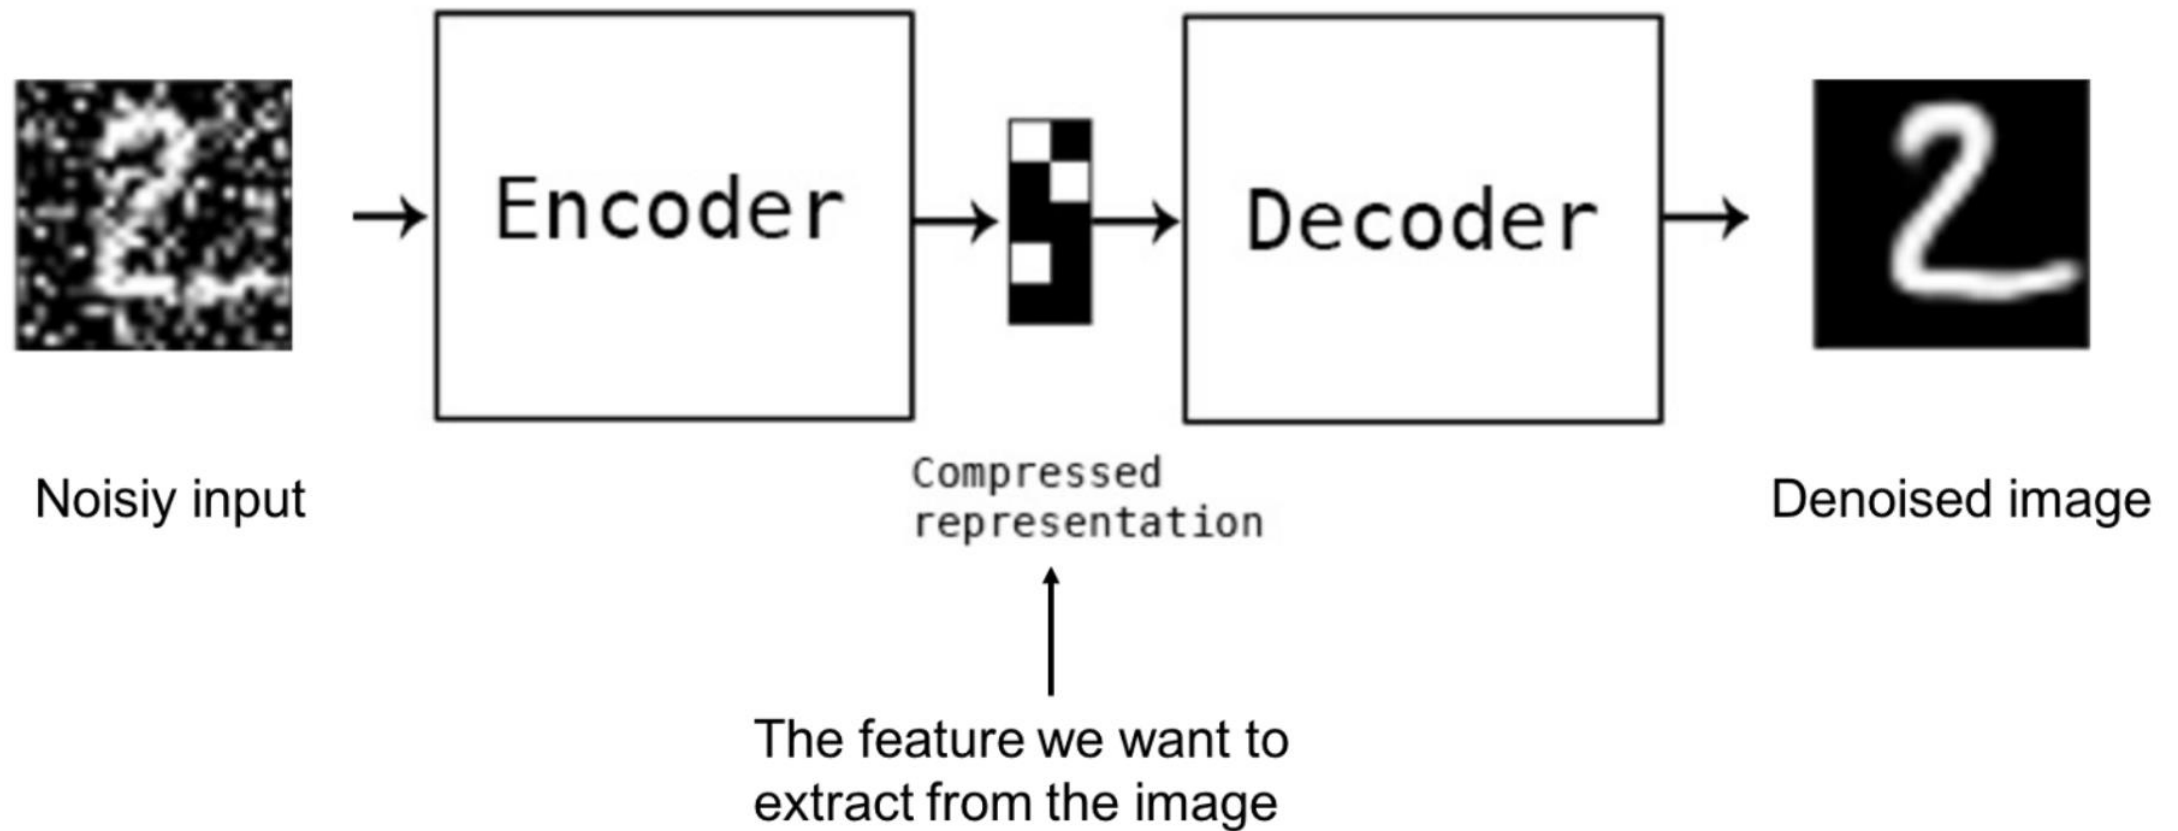 Encoder
Decoder
Noisiy input
Compressed
representation
Denoised image
The feature we want to
extract from the image